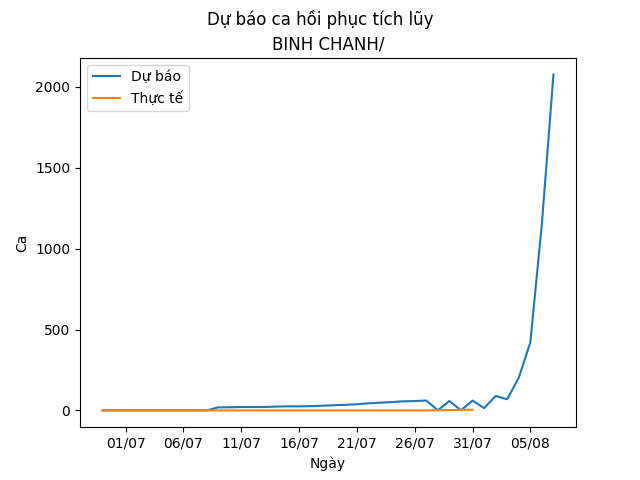 Dự báo ca hồi phục tích lũy
BINH CHANH/
Dự báo
Thực tế
2000
1500
1000
500
0
Ca
01/07 06/07 11/07 16/07 21/07 26/07 31/07 05/08
Ngày